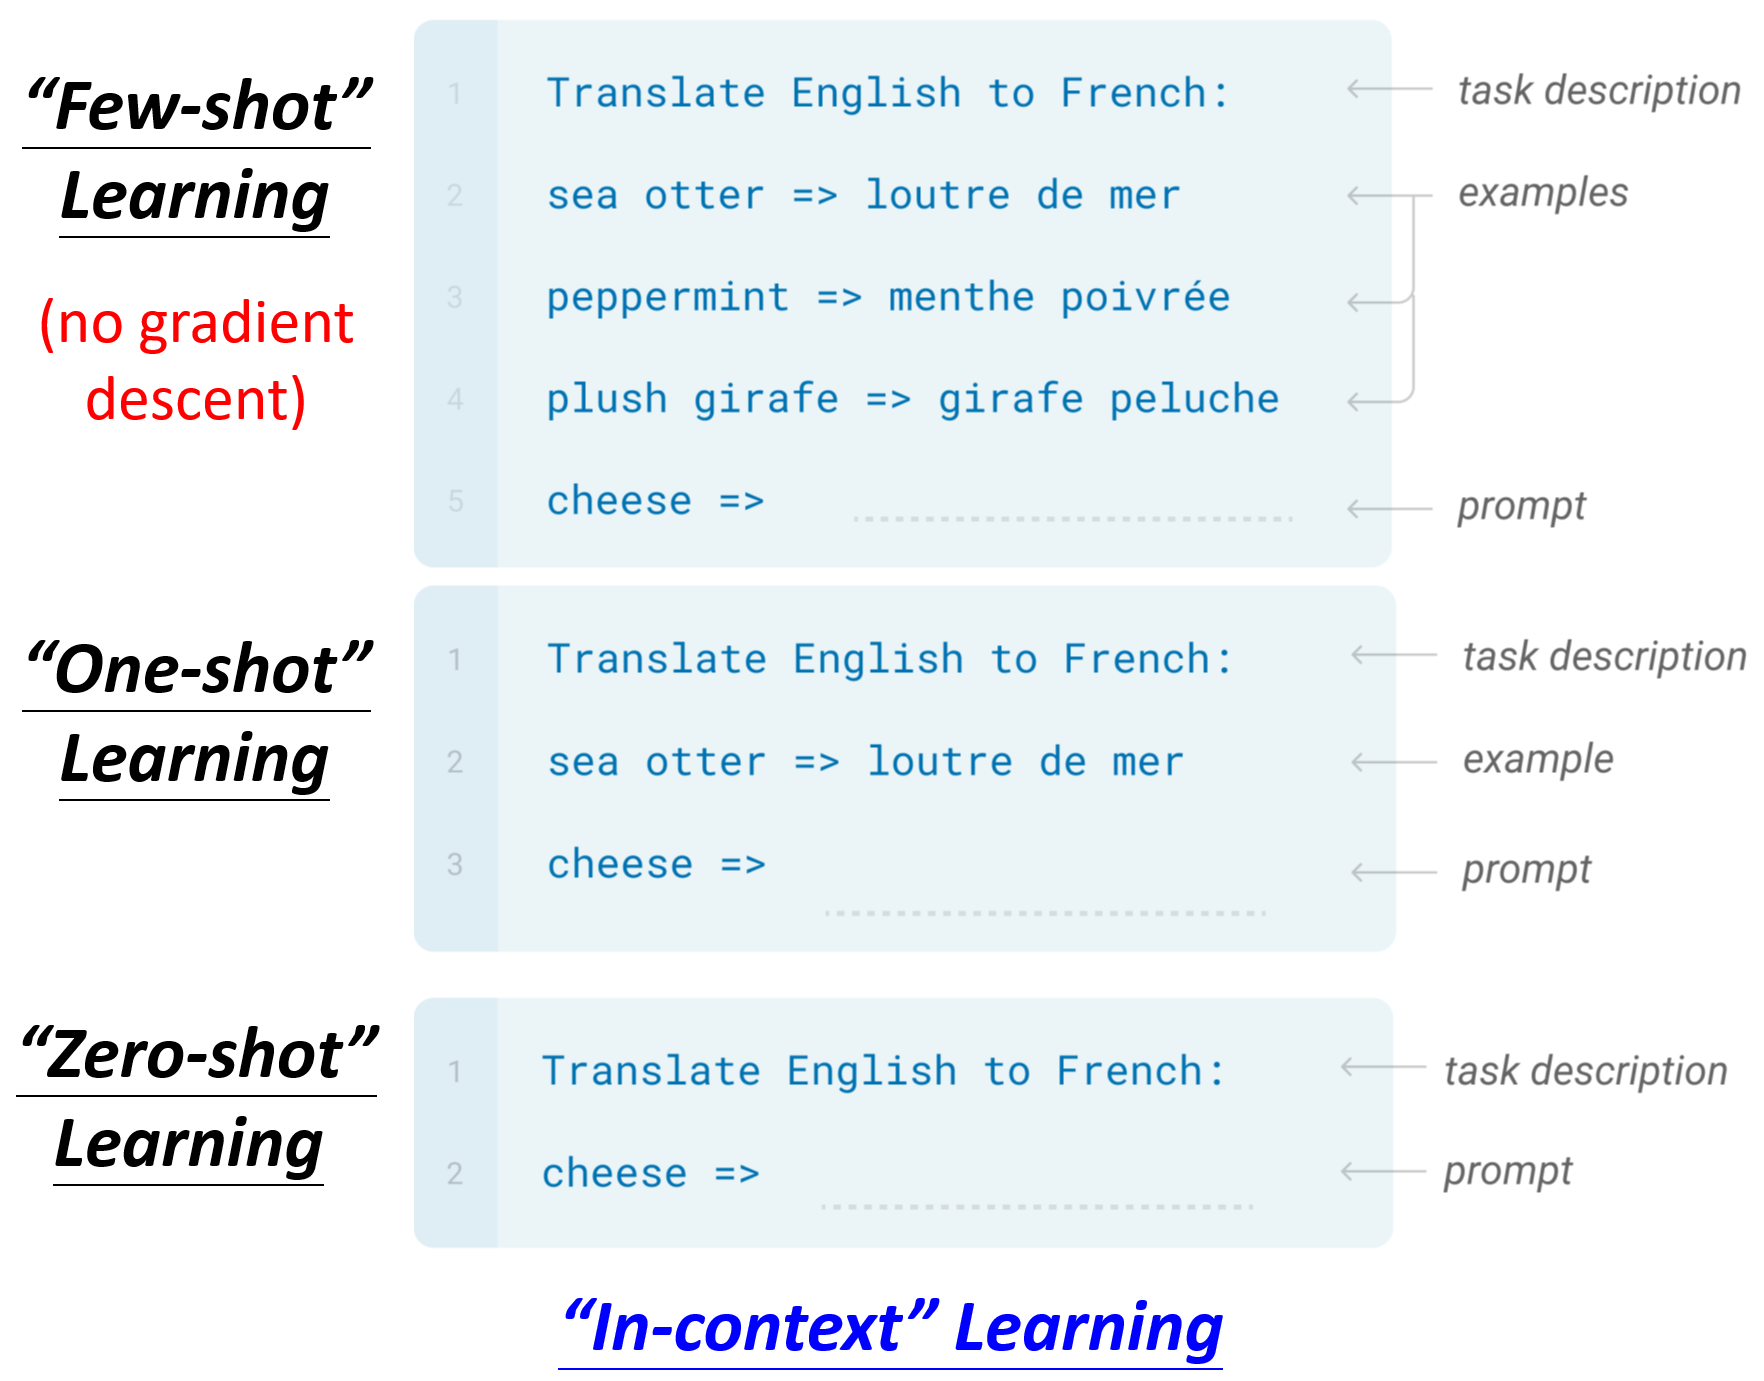 “Few-shot”
Learning
(no gradient
descent)
1 Translate English to French: task description
2 sea otter => loutre de mer examples
3 peppermint => menthe poivrée
4 plush girafe => girafe peluche
5 cheese => prompt
“One-shot”
Learning
1 Translate English to French: task description
2 sea otter => loutre de mer example
3 cheese => prompt
“Zero-shot”
Learning
1 Translate English to French: task description
2 cheese => prompt
“In-context” Learning